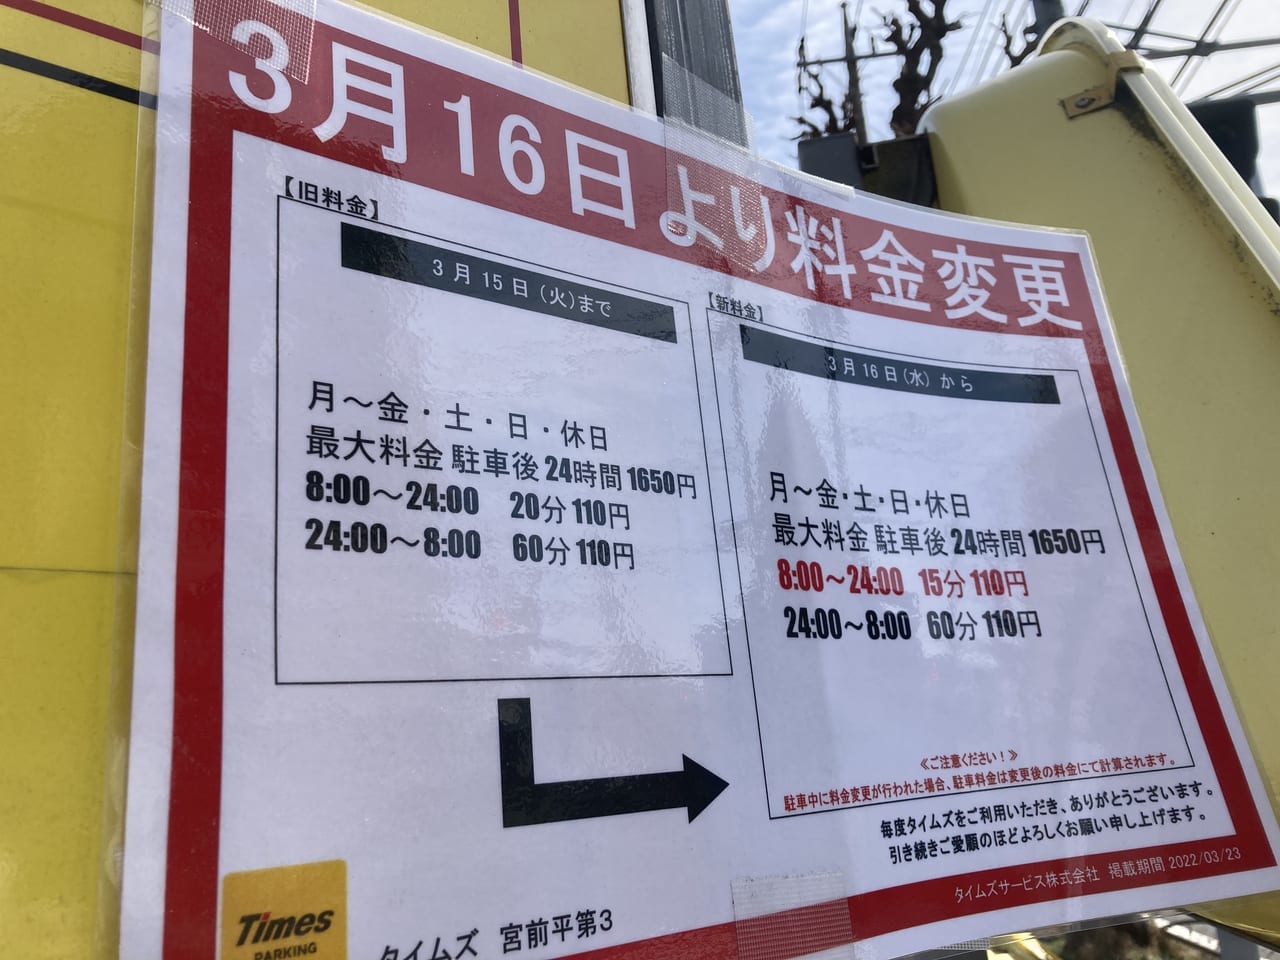 3月16日より料金変更
【旧料金】
3月15日(火)まで
月～金・土・日・休日
最大料金 駐車後24時間1650円
8:00～24:00 20分110円
24:00～8:00 60分110円
【新料金】
3月16日(水)から
月～金・土・日・休日
最大料金 駐車後24時間1650円
8:00～24:00 15分110円
24:00～8:00 60分110円
≪ご注意ください！≫
駐車中に料金変更が行われた場合、駐車料金は変更後の料金にて計算されます。
毎度タイムズをご利用いただき、ありがとうございます。
引き続きご愛顧のほどよろしくお願い申し上げます。
タイムズサービス株式会社 掲載期間 2022/03/23
Times
PARKING
タイムズ 宮前平第3